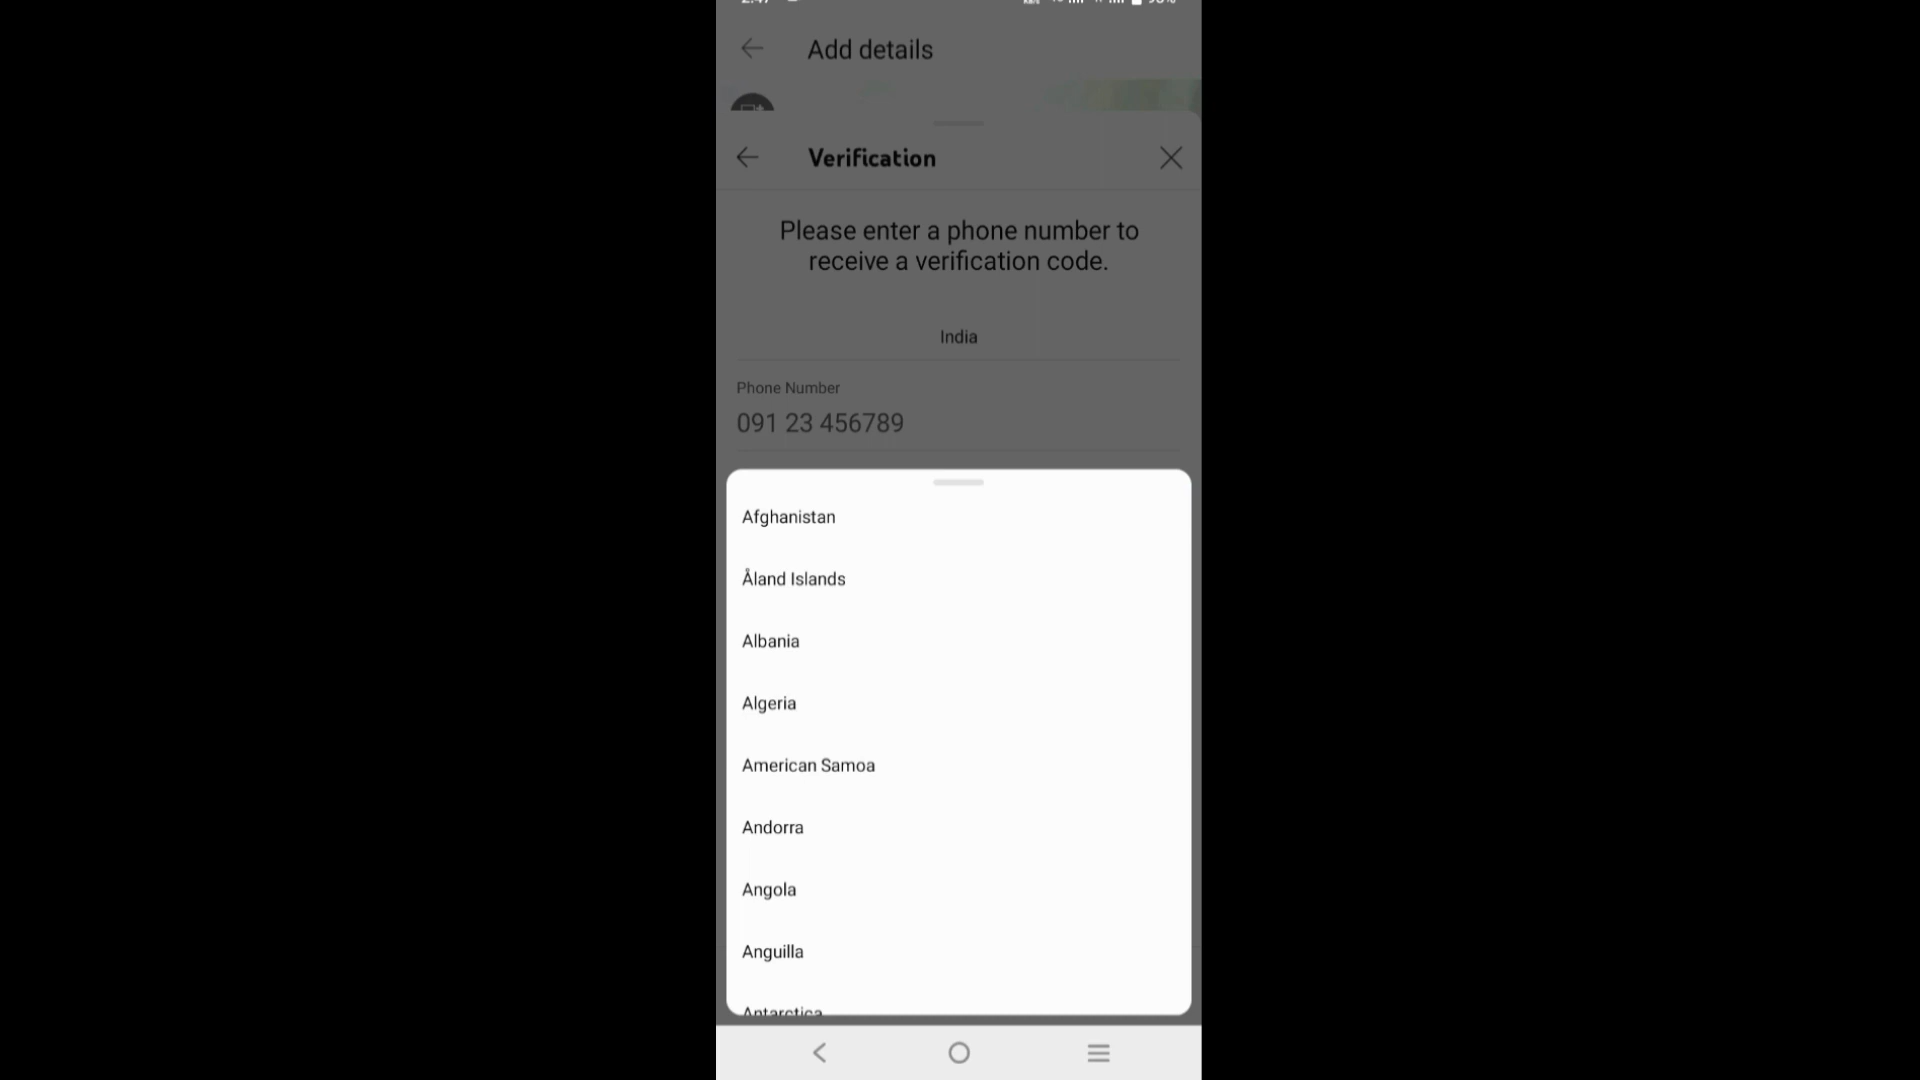 Add details
Verification
Please enter a phone number to
receive a verification code.
India
Phone Number
091 23 456789
Afghanistan
Åland Islands
Albania
Algeria
American Samoa
Andorra
Angola
Anguilla
Antarctica